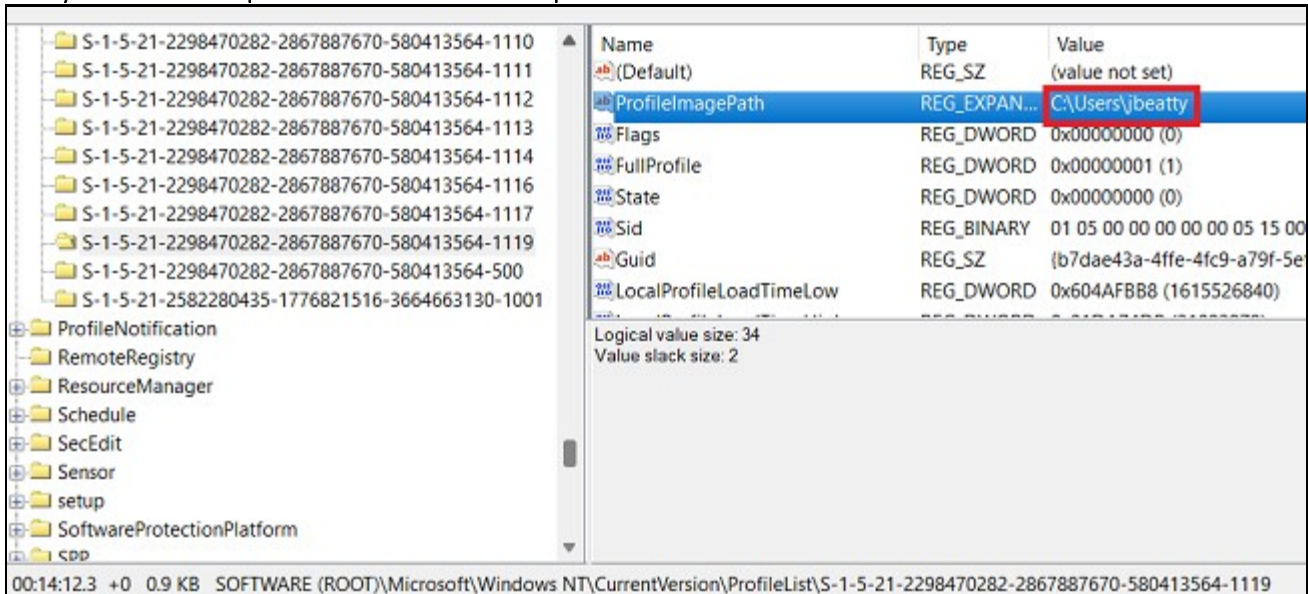 S-1-5-21-2298470282-2867887670-580413564-1110
S-1-5-21-2298470282-2867887670-580413564-1111
S-1-5-21-2298470282-2867887670-580413564-1112
S-1-5-21-2298470282-2867887670-580413564-1113
S-1-5-21-2298470282-2867887670-580413564-1114
S-1-5-21-2298470282-2867887670-580413564-1116
S-1-5-21-2298470282-2867887670-580413564-1117
S-1-5-21-2298470282-2867887670-580413564-1119
S-1-5-21-2298470282-2867887670-580413564-500
S-1-5-21-2582280435-1776821516-3664663130-1001
ProfileNotification
RemoteRegistry
ResourceManager
Schedule
SecEdit
Sensor
setup
SoftwareProtectionPlatform
SPP
Name Type Value
(Default) REG_SZ (value not set)
ProfileImagePath REG_EXPAN... C:\Users\jbeatty
Flags REG_DWORD 0x00000000 (0)
FullProfile REG_DWORD 0x00000001 (1)
State REG_DWORD 0x00000000 (0)
Sid REG_BINARY 01 05 00 00 00 00 00 05 15 00
Guid REG_SZ {b7dae43a-4ffe-4fc9-a79f-5e
LocalProfileLoadTimeLow REG_DWORD 0x604AFBB8 (1615526840)
Logical value size: 34
Value slack size: 2
00:14:12.3 +0 0.9 KB SOFTWARE (ROOT)\Microsoft\Windows NT\CurrentVersion\ProfileList\S-1-5-21-2298470282-2867887670-580413564-1119